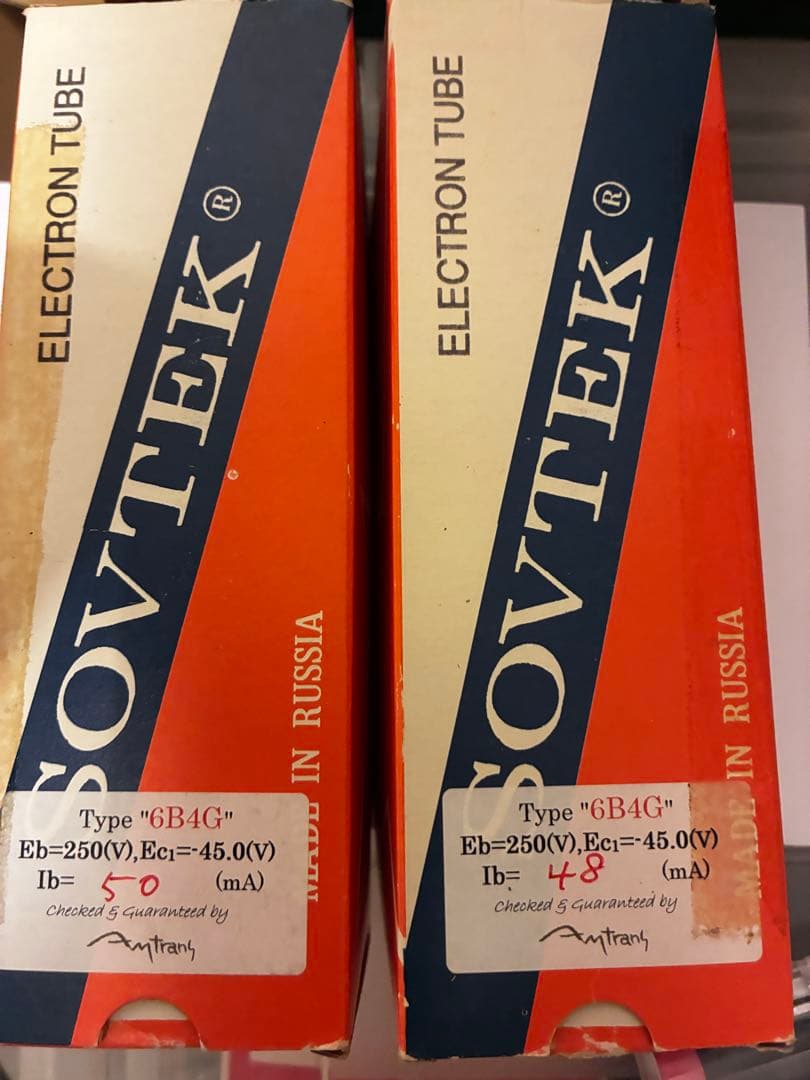 ELECTRON TUBE
SOVTEK®
MADE IN RUSSIA
Type "6B4G"
Eb=250(V),Ec1=-45.0(V)
Ib= 50 (mA)
Checked & Guaranteed by
Amtrans
ELECTRON TUBE
SOVTEK®
MADE IN RUSSIA
Type "6B4G"
Eb=250(V),Ec1=-45.0(V)
Ib= 48 (mA)
Checked & Guaranteed by
Amtrans